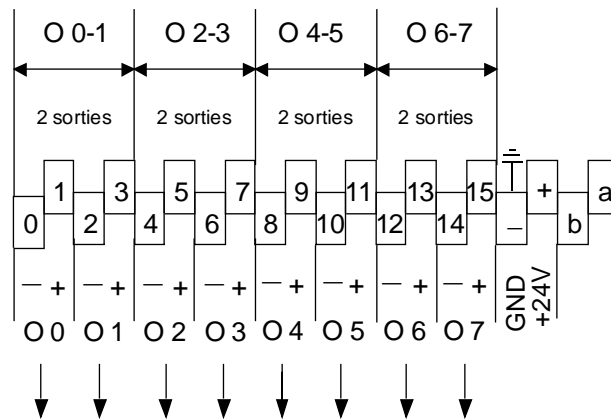 O 0-1 O 2-3 O 4-5 O 6-7
2 sorties 2 sorties 2 sorties 2 sorties
1 3 5 7 9 11 13 15 + a
0 2 4 6 8 10 12 14 – b
– + – + – + – + – + – + – + – + GND +24V
O 0 O 1 O 2 O 3 O 4 O 5 O 6 O 7